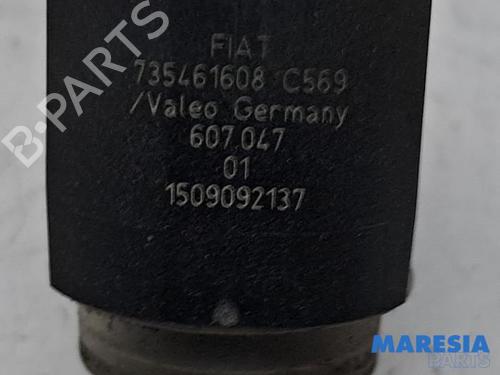 FIAT
735461608 C569
/Valeo Germany
607.047
01
1509092137
B-PARTS
MARESIA
PARTS